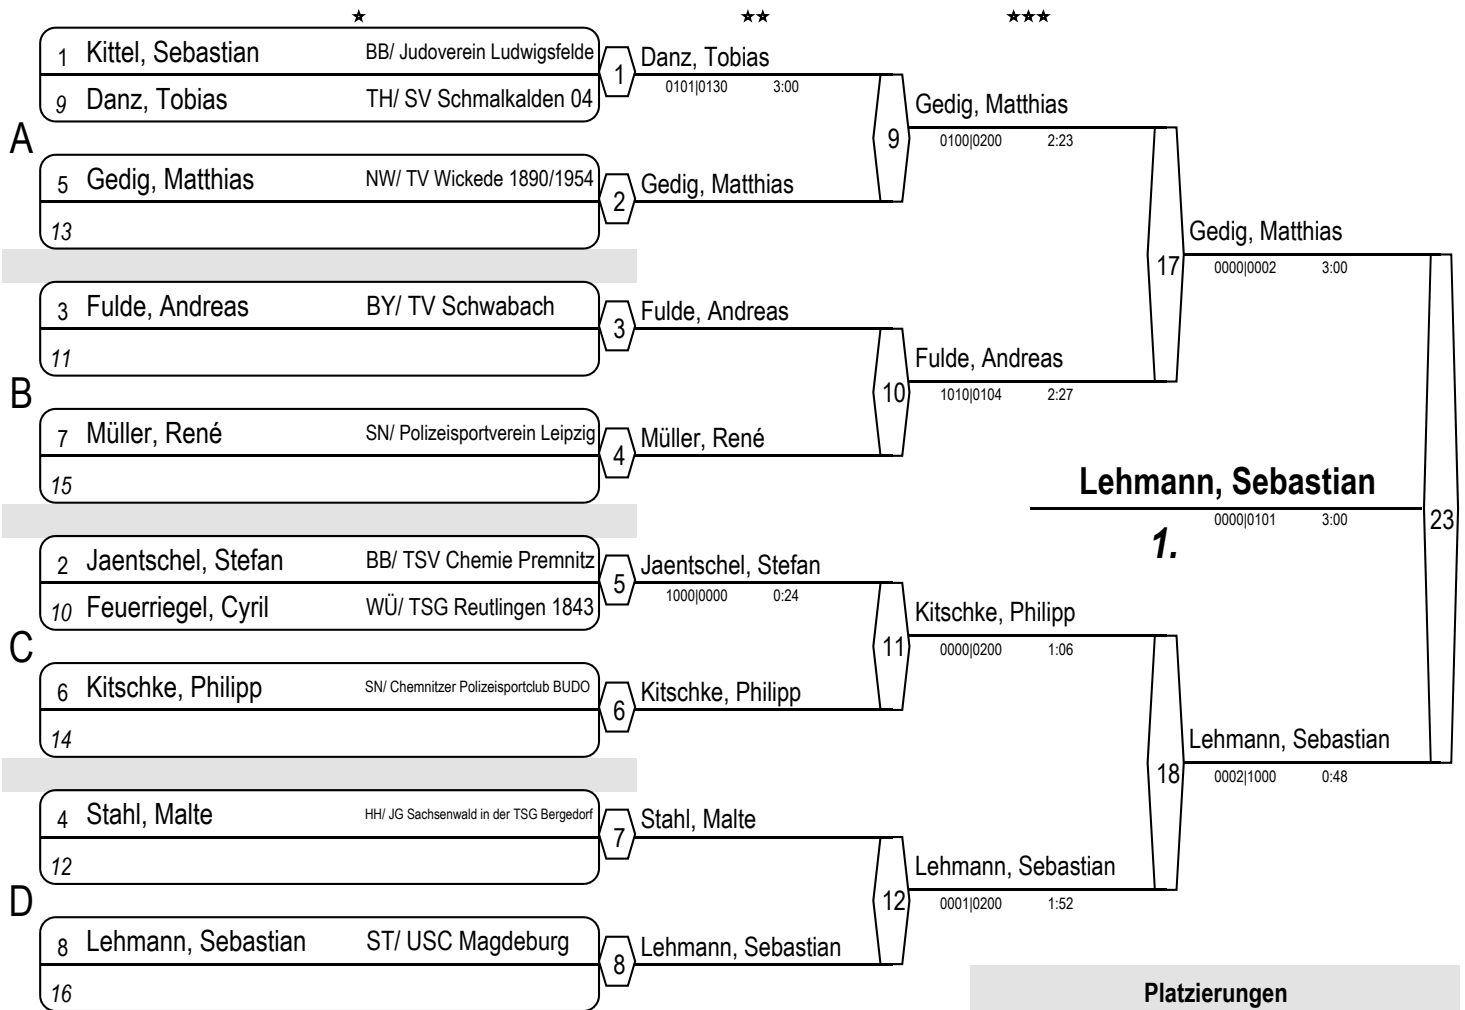 ★ ★★ ★★★
1 Kittel, Sebastian BB/ Judoverein Ludwigsfelde
9 Danz, Tobias TH/ SV Schmalkalden 04
A
5 Gedig, Matthias NW/ TV Wickede 1890/1954
13
3 Fulde, Andreas BY/ TV Schwabach
11
B
7 Müller, René SN/ Polizeisportverein Leipzig
15
2 Jaentschel, Stefan BB/ TSV Chemie Premnitz
10 Feuerriegel, Cyril WÜ/ TSG Reutlingen 1843
C
6 Kitschke, Philipp SN/ Chemnitzer Polizeisportclub BUDO
14
4 Stahl, Malte HH/ JG Sachsenwald in der TSG Bergedorf
12
D
8 Lehmann, Sebastian ST/ USC Magdeburg
16
1 Danz, Tobias
0101|0130 3:00
2 Gedig, Matthias
3 Fulde, Andreas
4 Müller, René
5 Jaentschel, Stefan
1000|0000 0:24
6 Kitschke, Philipp
7 Stahl, Malte
8 Lehmann, Sebastian
9 Gedig, Matthias
0100|0200 2:23
10 Fulde, Andreas
1010|0104 2:27
11 Kitschke, Philipp
0000|0200 1:06
12 Lehmann, Sebastian
0001|0200 1:52
17 Gedig, Matthias
0000|0002 3:00
18 Lehmann, Sebastian
0002|1000 0:48
23
Lehmann, Sebastian
0000|0101 3:00
1.
Platzierungen